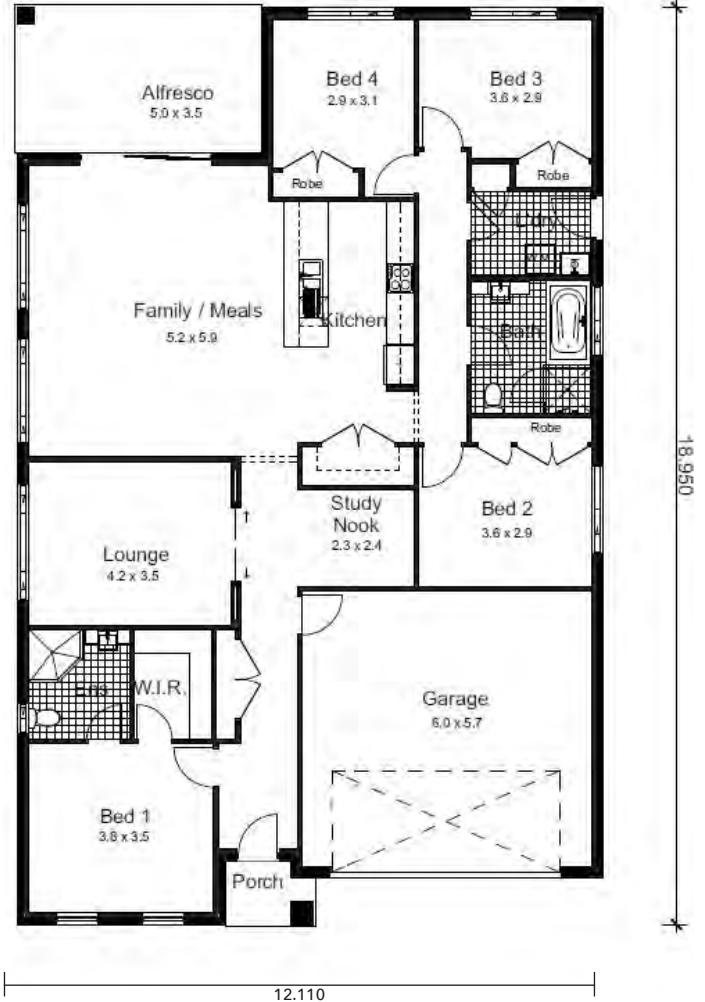 Alfresco
5.0 x 3.5
Bed 4
2.9 x 3.1
Bed 3
3.6 x 2.9
Robe
Robe
L'dry
W.M.
Family / Meals
5.2 x 5.9
Kitchen
Bath
Robe
18.950
Study
Nook
2.3 x 2.4
Bed 2
3.6 x 2.9
Lounge
4.2 x 3.5
Ens
W.I.R.
Garage
6.0 x 5.7
Bed 1
3.8 x 3.5
Porch
12.110